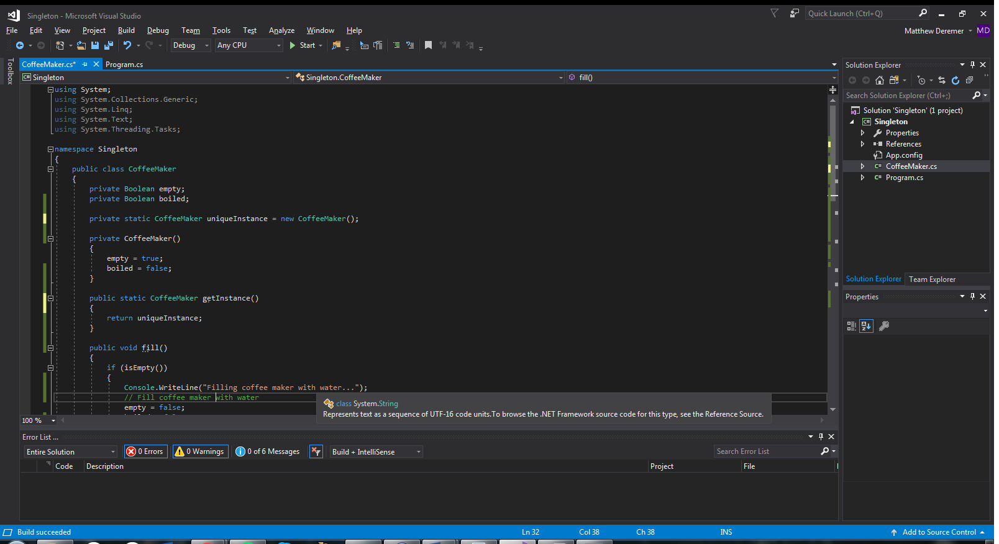 Singleton - Microsoft Visual Studio
Quick Launch (Ctrl+Q)
File Edit View Project Build Debug Team Tools Test Analyze Window Help
Matthew Deremer MD
Debug Any CPU Start
Toolbox
CoffeeMaker.cs* Program.cs
Singleton Singleton.CoffeeMaker fill()
using System;
using System.Collections.Generic;
using System.Linq;
using System.Text;
using System.Threading.Tasks;
namespace Singleton
{
public class CoffeeMaker
{
private Boolean empty;
private Boolean boiled;
private static CoffeeMaker uniqueInstance = new CoffeeMaker();
private CoffeeMaker()
{
empty = true;
boiled = false;
}
public static CoffeeMaker getInstance()
{
return uniqueInstance;
}
public void fill()
{
if (isEmpty())
{
Console.WriteLine("Filling coffee maker with water...");
// Fill coffee maker with water
empty = false;
class System.String
Represents text as a sequence of UTF-16 code units.To browse the .NET Framework source code for this type, see the Reference Source.
100 %
Solution Explorer
Search Solution Explorer (Ctrl+;)
Solution 'Singleton' (1 project)
Singleton
Properties
References
App.config
CoffeeMaker.cs
Program.cs
Solution Explorer Team Explorer
Properties
Error List ...
Entire Solution 0 Errors 0 Warnings 0 of 6 Messages Build + IntelliSense Search Error List
Code Description Project File
Build succeeded Ln 32 Col 38 Ch 38 INS Add to Source Control